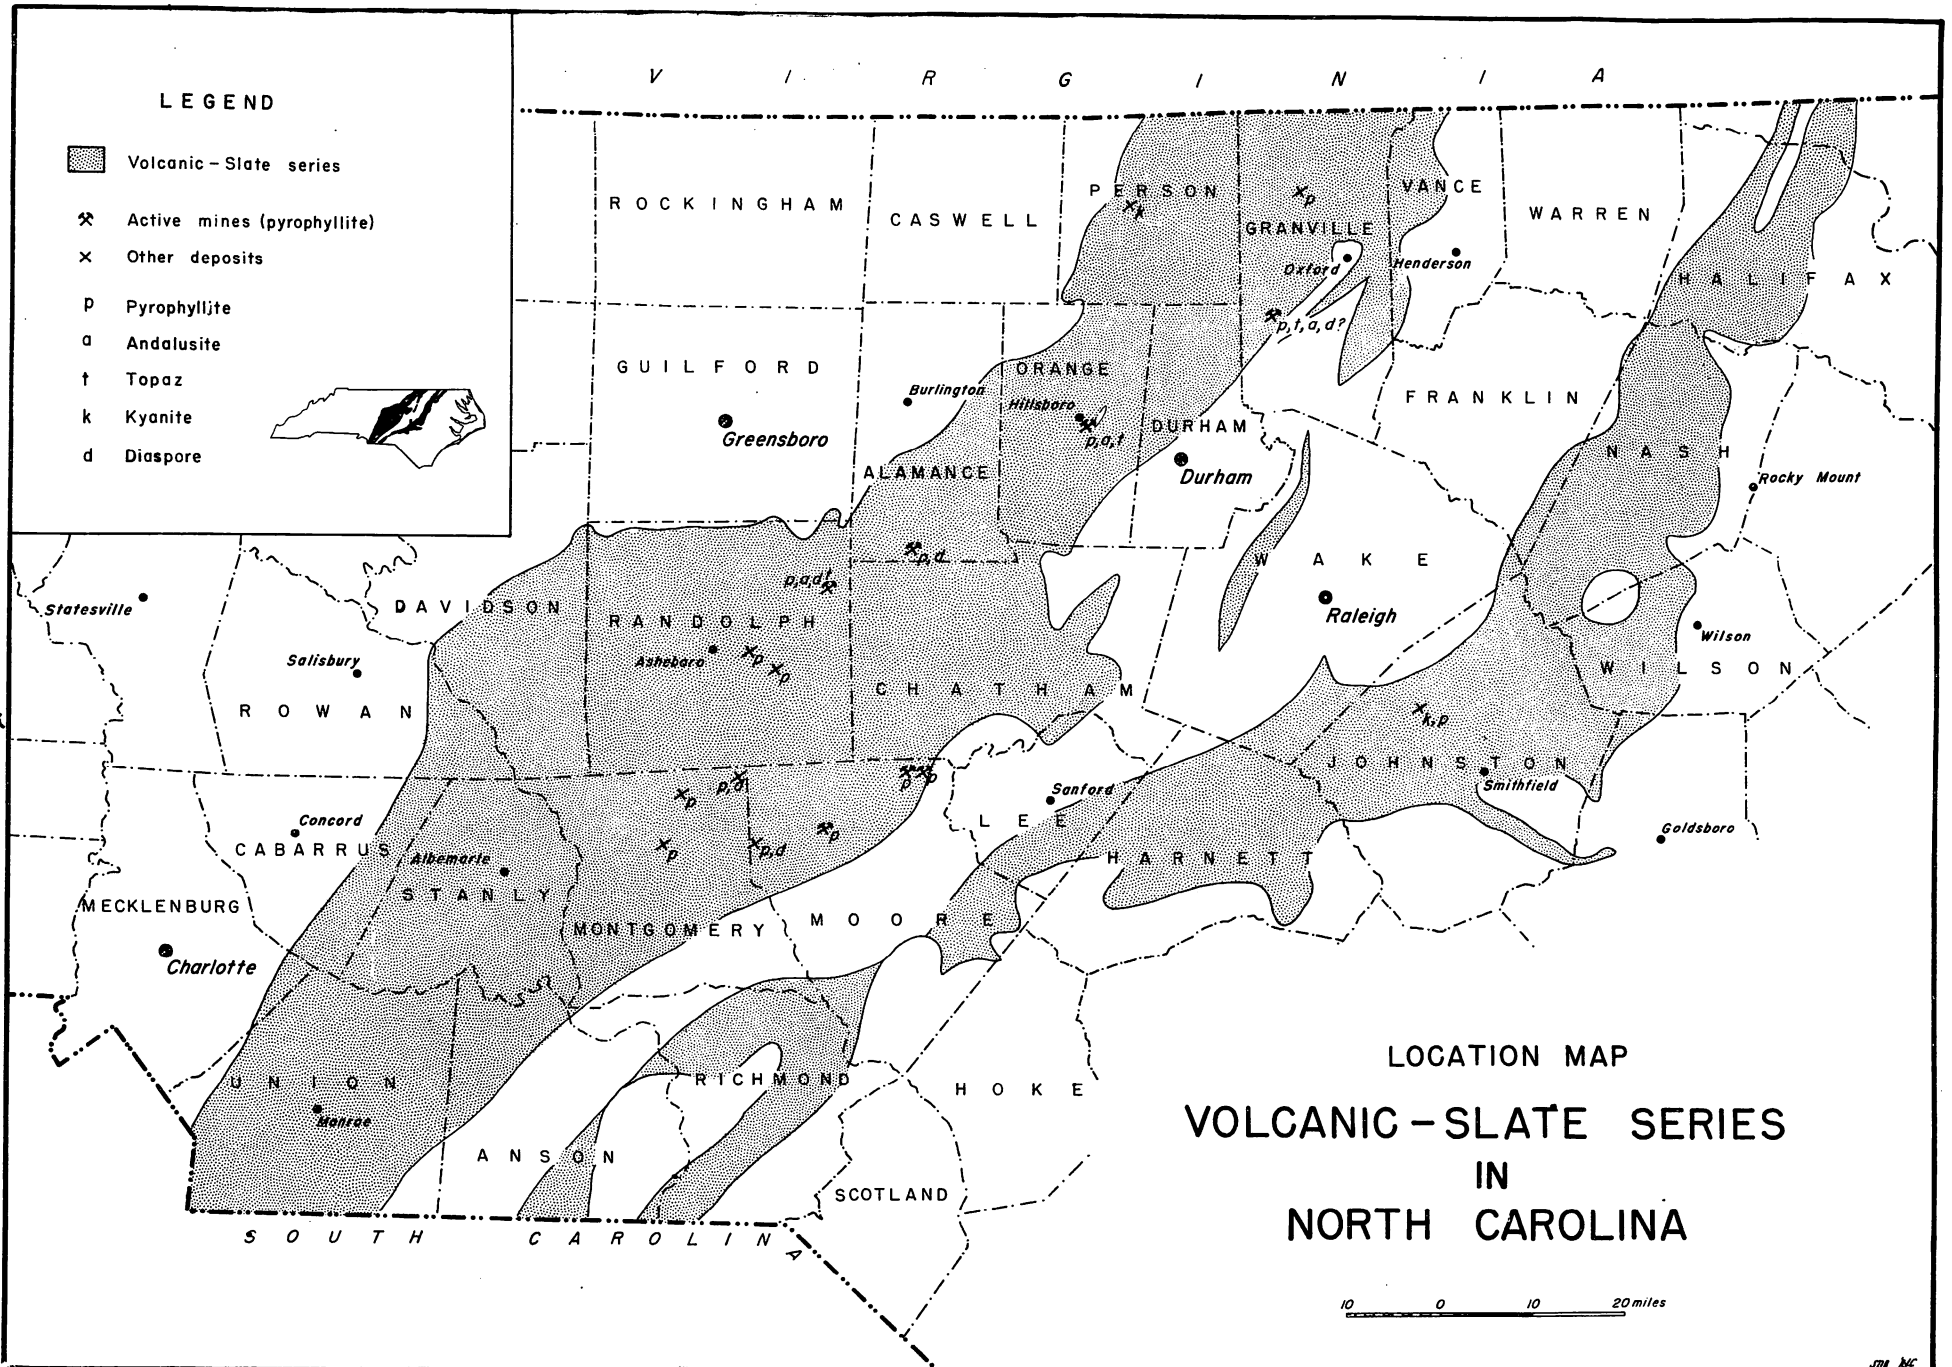 V I R G I N I A
LEGEND
Volcanic-Slate series
Active mines (pyrophyllite)
Other deposits
p Pyrophyllite
a Andalusite
t Topaz
k Kyanite
d Diaspore
ROCKINGHAM
CASWELL
PERSON
k
p
GRANVILLE
VANCE
WARREN
Oxford
Henderson
HALIFAX
p,t,a,d?
GUILFORD
Greensboro
Burlington
ORANGE
Hillsboro
p,a,t
DURHAM
Durham
FRANKLIN
ALAMANCE
NASH
Rocky Mount
p,d
WAKE
Raleigh
Statesville
DAVIDSON
p,a,d,t
RANDOLPH
Asheboro
p
p
Salisbury
ROWAN
CHATHAM
Wilson
WILSON
k,p
JOHNSTON
Smithfield
Goldsboro
p,d
p
p
p
Sanford
LEE
Concord
CABARRUS
Albemarle
STANLY
p
p,d
p
HARNETT
MECKLENBURG
Charlotte
MONTGOMERY
MOORE
UNION
Monroe
RICHMOND
HOKE
ANSON
SCOTLAND
SOUTH CAROLINA
LOCATION MAP
VOLCANIC-SLATE SERIES
IN
NORTH CAROLINA
10 0 10 20 miles